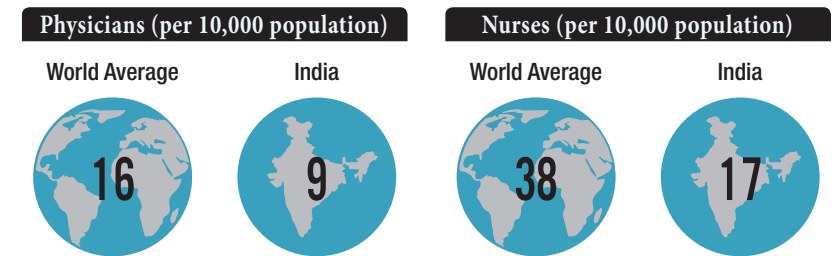 Physicians (per 10,000 population)
World Average
India
16
9
Nurses (per 10,000 population)
World Average
India
38
17